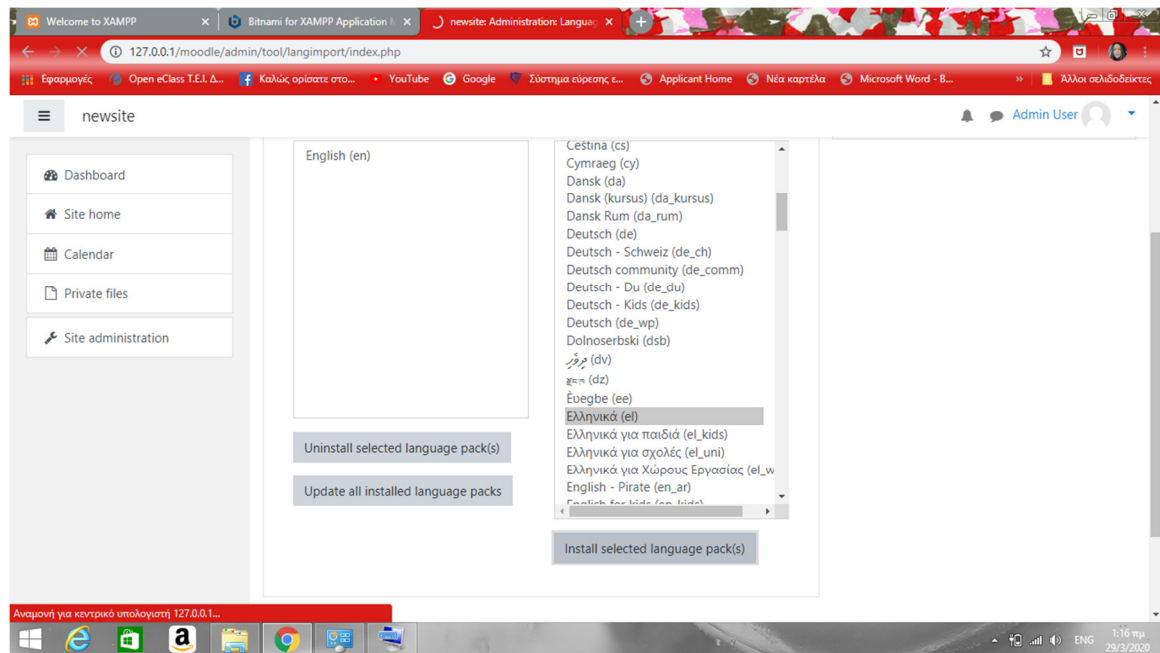 Welcome to XAMPP
Bitnami for XAMPP Application M
newsite: Administration: Languag
127.0.0.1/moodle/admin/tool/langimport/index.php
Εφαρμογές
Open eClass Τ.Ε.Ι. Δ...
Καλώς ορίσατε στο...
YouTube
Google
Σύστημα εύρεσης ε...
Applicant Home
Νέα καρτέλα
Microsoft Word - B...
»
Άλλοι σελιδοδείκτες
newsite
Admin User
Dashboard
Site home
Calendar
Private files
Site administration
English (en)
Uninstall selected language pack(s)
Update all installed language packs
Čeština (cs)
Cymraeg (cy)
Dansk (da)
Dansk (kursus) (da_kursus)
Dansk Rum (da_rum)
Deutsch (de)
Deutsch - Schweiz (de_ch)
Deutsch community (de_comm)
Deutsch - Du (de_du)
Deutsch - Kids (de_kids)
Deutsch (de_wp)
Dolnoserbski (dsb)
ދިވެހި (dv)
རྫོང་ཁ (dz)
Èʋegbe (ee)
Ελληνικά (el)
Ελληνικά για παιδιά (el_kids)
Ελληνικά για σχολές (el_uni)
Ελληνικά για Χώρους Εργασίας (el_w
English - Pirate (en_ar)
English for kids (en_kids)
Install selected language pack(s)
Αναμονή για κεντρικό υπολογιστή 127.0.0.1...
ENG
1:16 πμ
29/3/2020